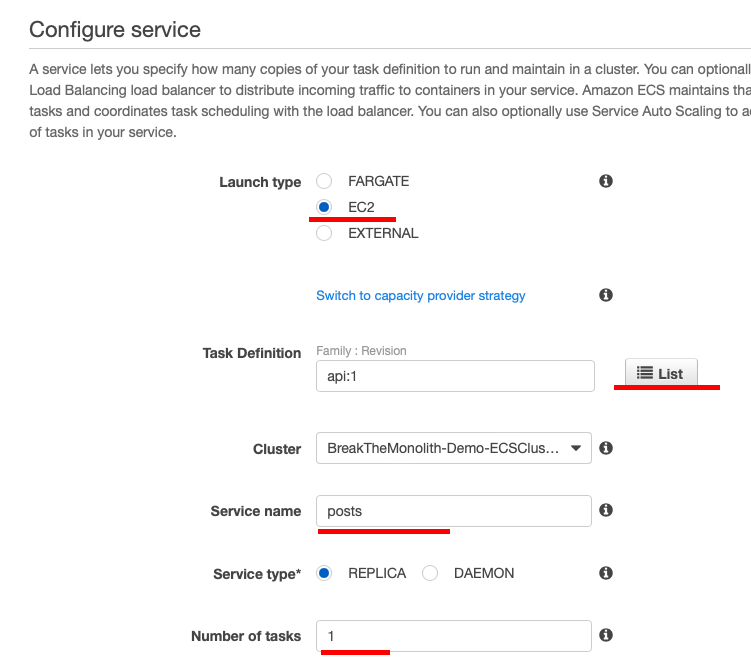 Configure service
A service lets you specify how many copies of your task definition to run and maintain in a cluster. You can optionall
Load Balancing load balancer to distribute incoming traffic to containers in your service. Amazon ECS maintains tha
tasks and coordinates task scheduling with the load balancer. You can also optionally use Service Auto Scaling to a
of tasks in your service.
Launch type FARGATE
EC2
EXTERNAL
Switch to capacity provider strategy
Task Definition Family : Revision
api:1 List
Cluster BreakTheMonolith-Demo-ECSClus...
Service name posts
Service type* REPLICA DAEMON
Number of tasks 1